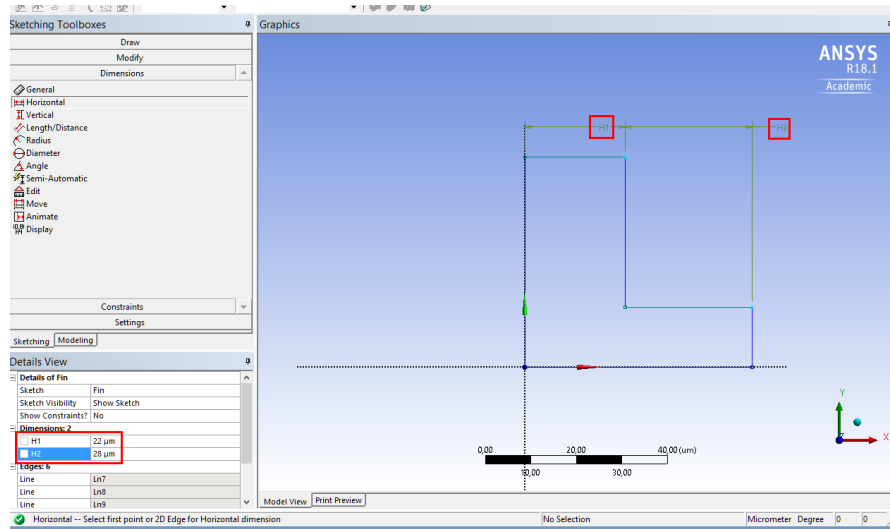 Sketching Toolboxes
Draw
Modify
Dimensions
General
Horizontal
Vertical
Length/Distance
Radius
Diameter
Angle
Semi-Automatic
Edit
Move
Animate
Display
Constraints
Settings
Sketching Modeling
Details View
Details of Fin
Sketch Fin
Sketch Visibility Show Sketch
Show Constraints? No
Dimensions: 2
H1 22 µm
H2 28 µm
Edges: 6
Line Ln7
Line Ln8
Line Ln9
Graphics
ANSYS
R18.1
Academic
H1 H2
Y
Z X
0,00 20,00 40,00 (um)
10,00 30,00
Model View Print Preview
Horizontal -- Select first point or 2D Edge for Horizontal dimension No Selection Micrometer Degree 0 0